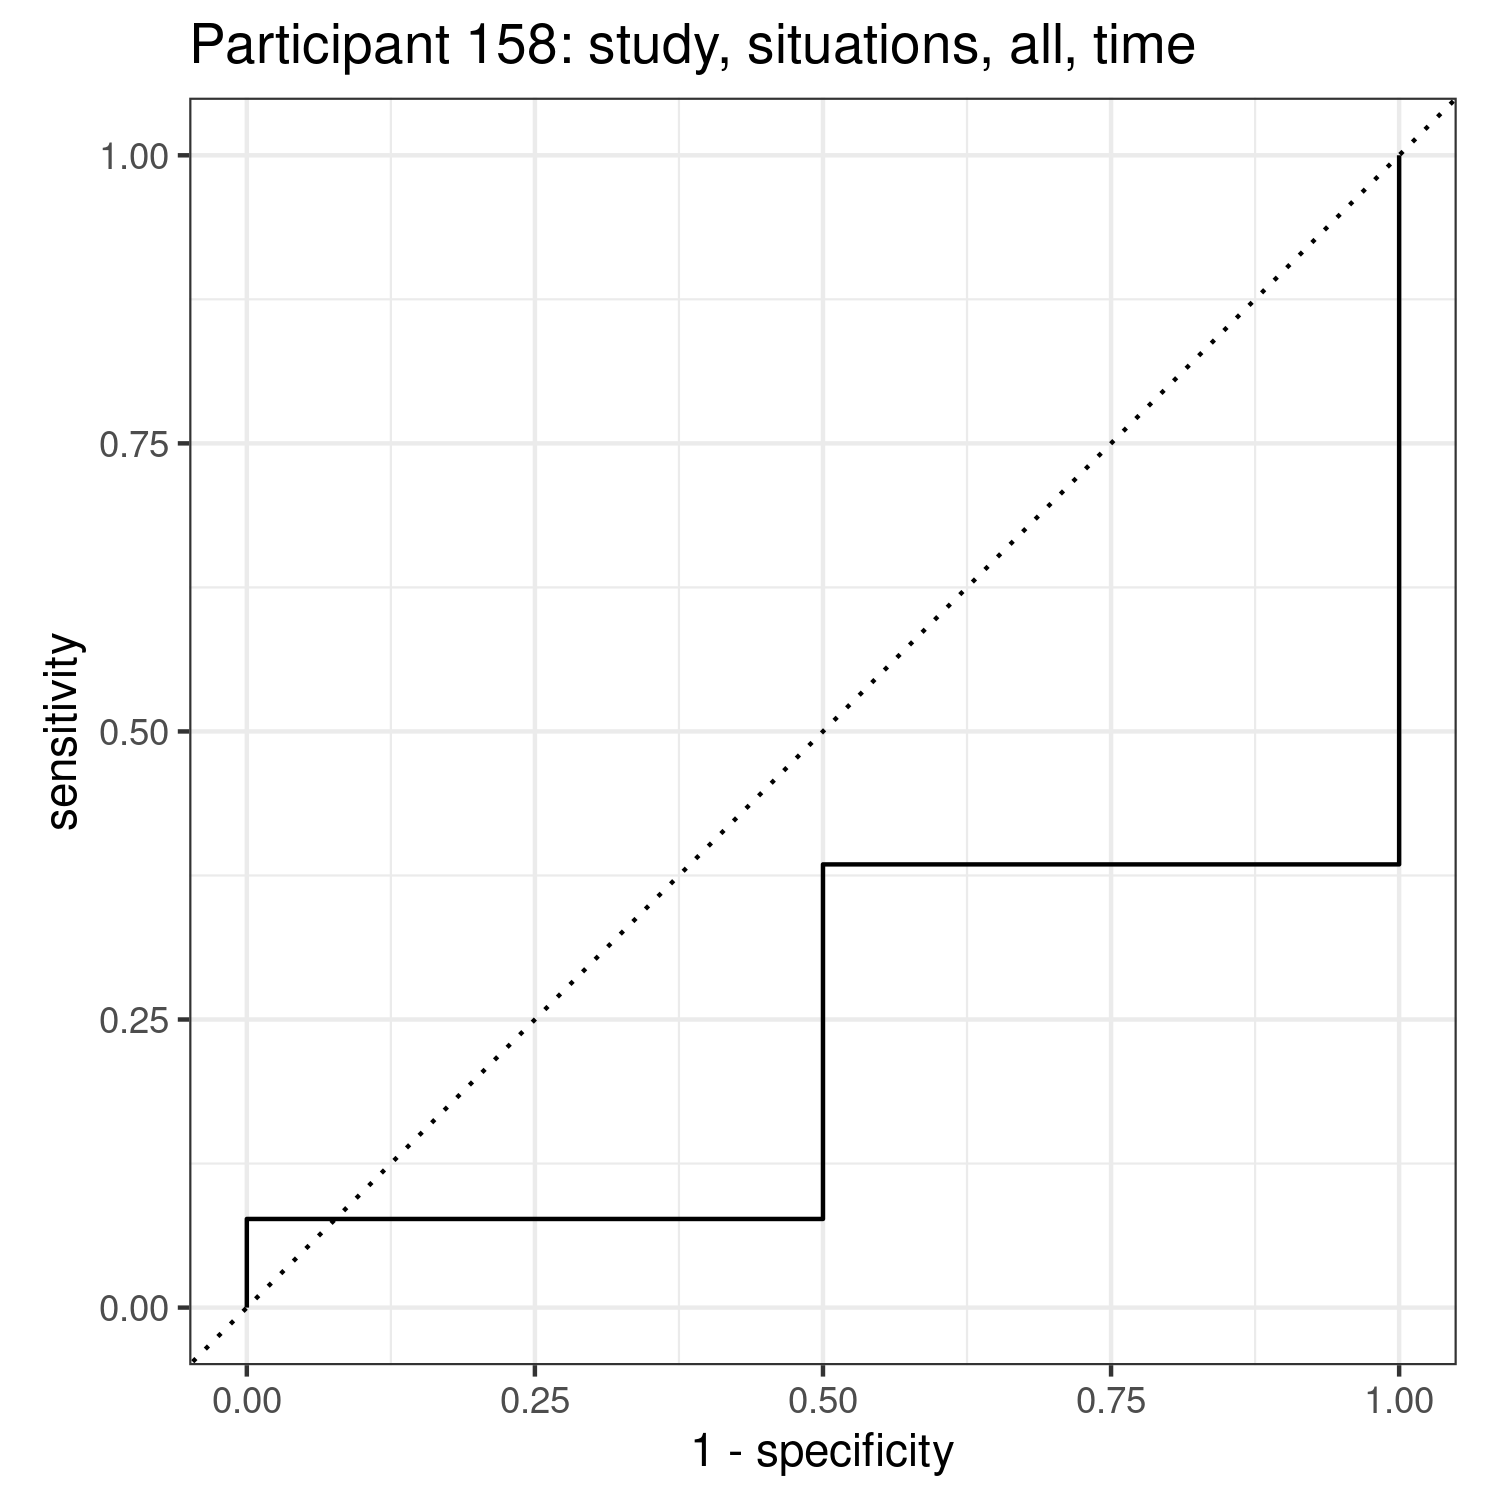 Participant 158: study, situations, all, time
1.00
0.75
0.50
0.25
0.00
sensitivity
0.00 0.25 0.50 0.75 1.00
1 - specificity